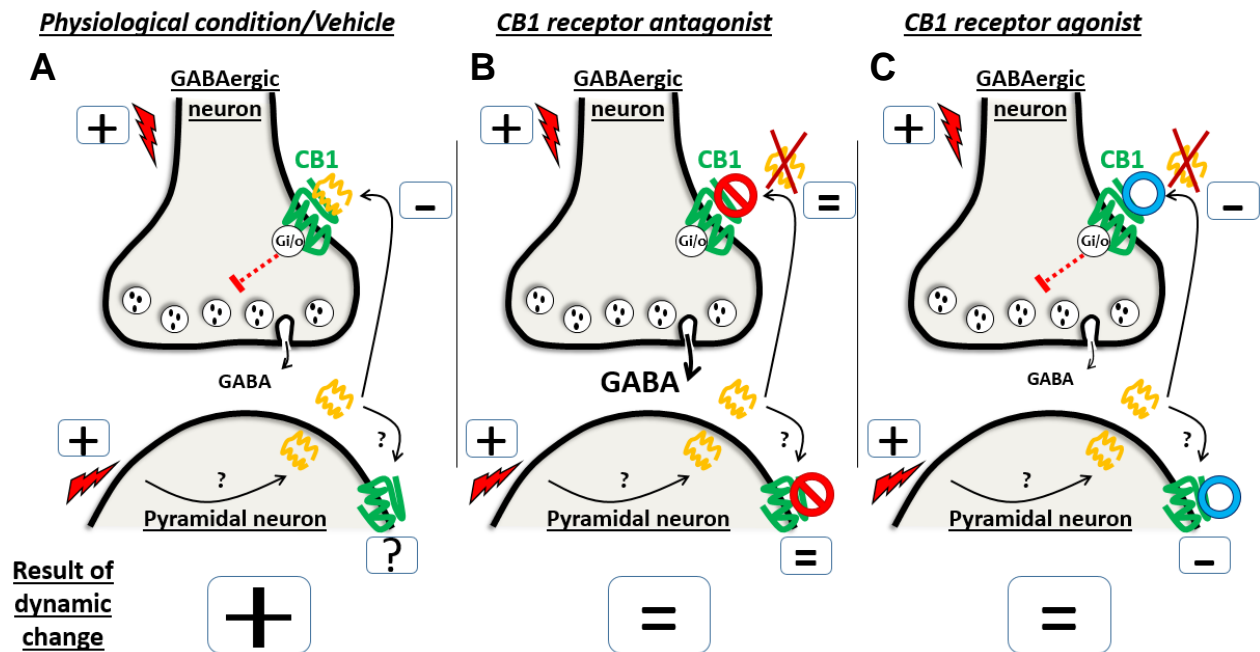 Physiological condition/Vehicle
CB1 receptor antagonist
CB1 receptor agonist
A
GABAergic
neuron
+
CB1
-
Gi/o
GABA
+
?
?
Pyramidal neuron
?
B
GABAergic
neuron
+
CB1
=
Gi/o
GABA
+
?
?
Pyramidal neuron
=
C
GABAergic
neuron
+
CB1
-
Gi/o
GABA
+
?
?
Pyramidal neuron
-
Result of
dynamic
change
+
=
=